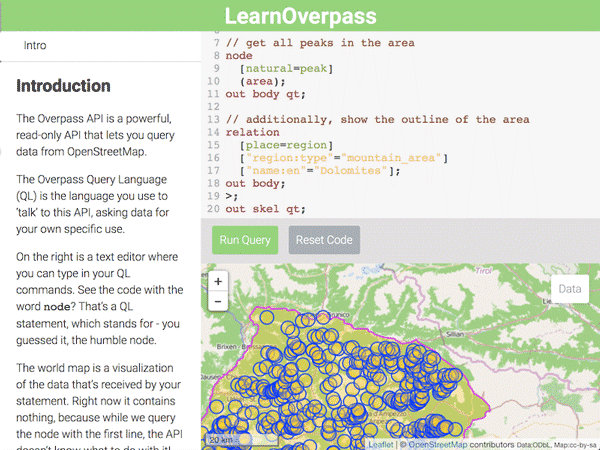 LearnOverpass
Intro
Introduction
The Overpass API is a powerful,
read-only API that lets you query
data from OpenStreetMap.
The Overpass Query Language
(QL) is the language you use to
'talk' to this API, asking data for
your own specific use.
On the right is a text editor where
you can type in your QL
commands. See the code with the
word node? That's a QL
statement, which stands for - you
guessed it, the humble node.
The world map is a visualization
of the data that's received by your
statement. Right now it contains
nothing, because while we query
the node with the first line, the API
doesn't know what to do with it!
7 // get all peaks in the area
8 node
9 [natural=peak]
10 (area);
11 out body qt;
12
13 // additionally, show the outline of the area
14 relation
15 [place=region]
16 ["region:type"="mountain_area"]
17 ["name:en"="Dolomites"];
18 out body;
19 >;
20 out skel qt;
Run Query
Reset Code
+
−
Data
Tirol
Sillian
Brixen
20 km
Leaflet | © OpenStreetMap contributors Data:ODbL, Map:cc-by-sa